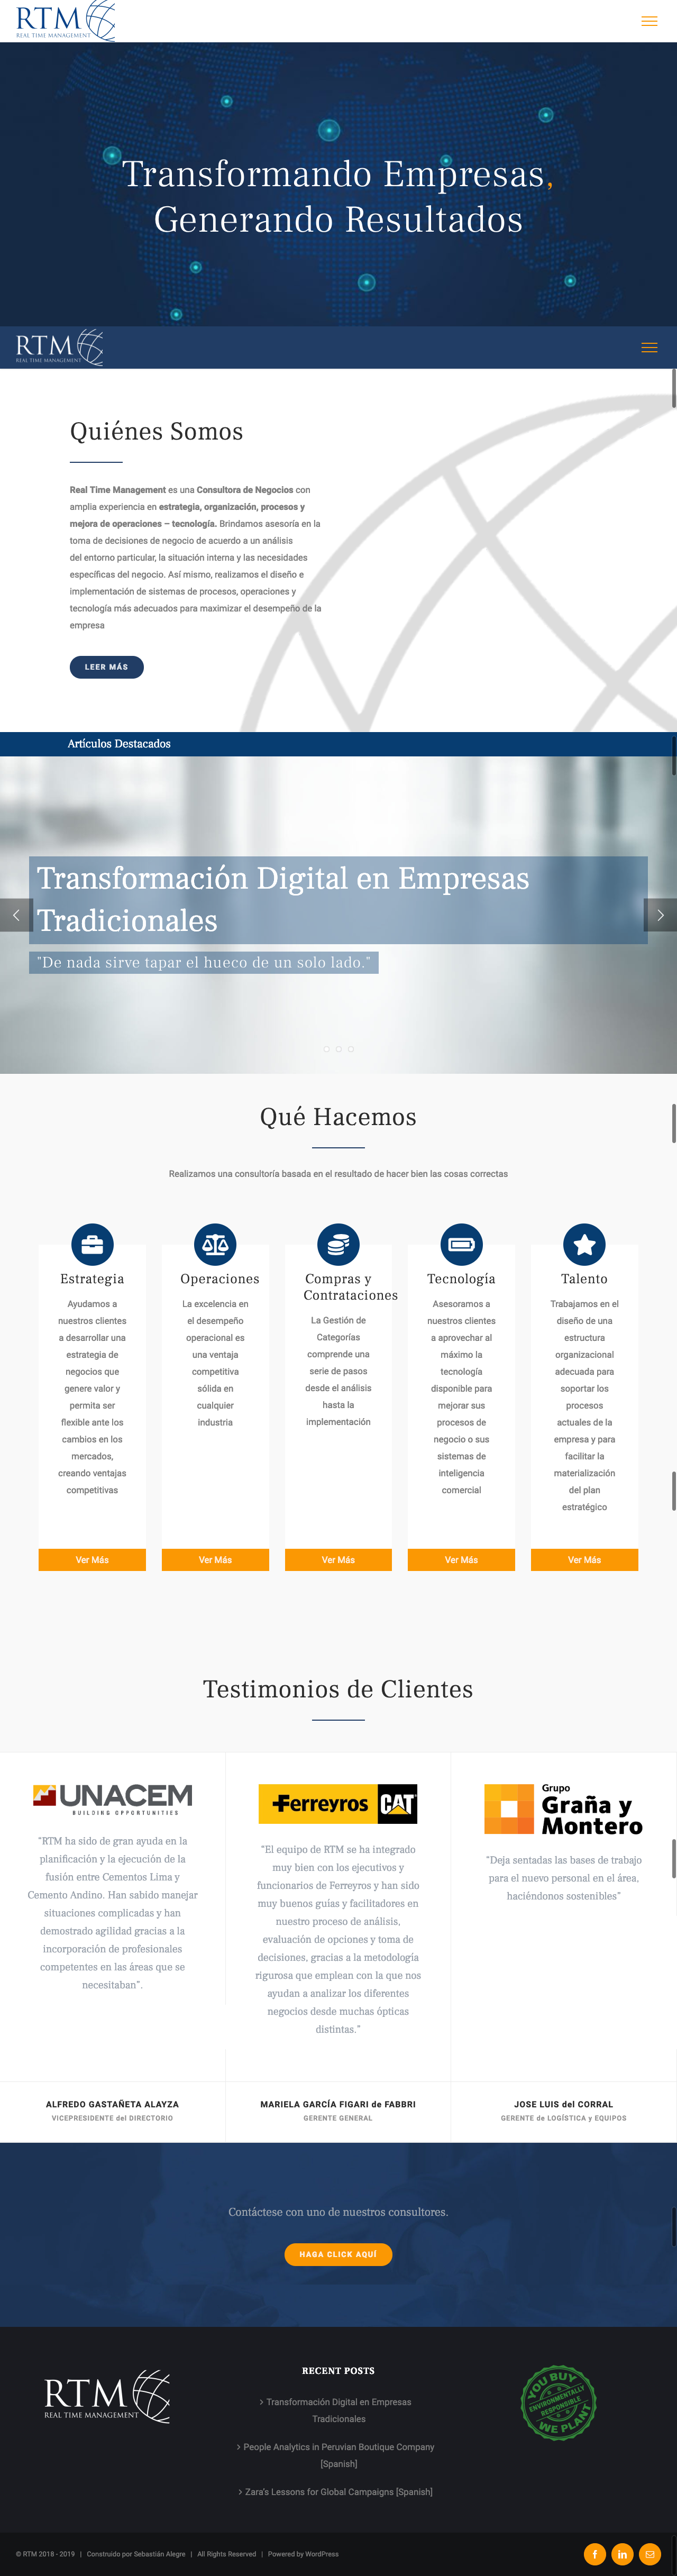 RTM
REAL TIME MANAGEMENT
Transformando Empresas,
Generando Resultados
RTM
REAL TIME MANAGEMENT
Quiénes Somos
Real Time Management es una Consultora de Negocios con
amplia experiencia en estrategia, organización, procesos y
mejora de operaciones – tecnología. Brindamos asesoría en la
toma de decisiones de negocio de acuerdo a un análisis
del entorno particular, la situación interna y las necesidades
específicas del negocio. Así mismo, realizamos el diseño e
implementación de sistemas de procesos, operaciones y
tecnología más adecuados para maximizar el desempeño de la
empresa
LEER MÁS
Artículos Destacados
Transformación Digital en Empresas
Tradicionales
"De nada sirve tapar el hueco de un solo lado."
Qué Hacemos
Realizamos una consultoría basada en el resultado de hacer bien las cosas correctas
Estrategia
Ayudamos a
nuestros clientes
a desarrollar una
estrategia de
negocios que
genere valor y
permita ser
flexible ante los
cambios en los
mercados,
creando ventajas
competitivas
Ver Más
Operaciones
La excelencia en
el desempeño
operacional es
una ventaja
competitiva
sólida en
cualquier
industria
Ver Más
Compras y
Contrataciones
La Gestión de
Categorías
comprende una
serie de pasos
desde el análisis
hasta la
implementación
Ver Más
Tecnología
Asesoramos a
nuestros clientes
a aprovechar al
máximo la
tecnología
disponible para
mejorar sus
procesos de
negocio o sus
sistemas de
inteligencia
comercial
Ver Más
Talento
Trabajamos en el
diseño de una
estructura
organizacional
adecuada para
soportar los
procesos
actuales de la
empresa y para
facilitar la
materialización
del plan
estratégico
Ver Más
Testimonios de Clientes
UNACEM
BUILDING OPPORTUNITIES
“RTM ha sido de gran ayuda en la
planificación y la ejecución de la
fusión entre Cementos Lima y
Cemento Andino. Han sabido manejar
situaciones complicadas y han
demostrado agilidad gracias a la
incorporación de profesionales
competentes en las áreas que se
necesitaban”.
ALFREDO GASTAÑETA ALAYZA
VICEPRESIDENTE del DIRECTORIO
Ferreyros CAT
“El equipo de RTM se ha integrado
muy bien con los ejecutivos y
funcionarios de Ferreyros y han sido
muy buenos guías y facilitadores en
nuestro proceso de análisis,
evaluación de opciones y toma de
decisiones, gracias a la metodología
rigurosa que emplean con la que nos
ayudan a analizar los diferentes
negocios desde muchas ópticas
distintas.”
MARIELA GARCÍA FIGARI de FABBRI
GERENTE GENERAL
Grupo
Graña y
Montero
“Deja sentadas las bases de trabajo
para el nuevo personal en el área,
haciéndonos sostenibles”
JOSE LUIS del CORRAL
GERENTE de LOGÍSTICA y EQUIPOS
Contáctese con uno de nuestros consultores.
HAGA CLICK AQUÍ
RTM
REAL TIME MANAGEMENT
RECENT POSTS
Transformación Digital en Empresas
Tradicionales
People Analytics in Peruvian Boutique Company
[Spanish]
Zara’s Lessons for Global Campaigns [Spanish]
YOU BUY
ENVIRONMENTALLY
RESPONSIBLE
WE PLANT
© RTM 2018 - 2019 | Construido por Sebastián Alegre | All Rights Reserved | Powered by WordPress